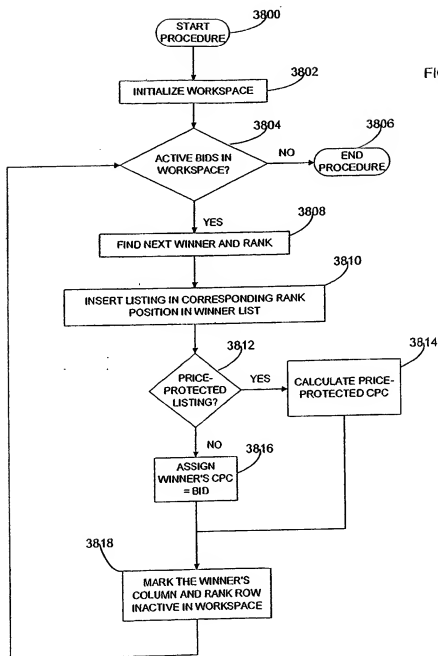 3800
START
PROCEDURE
3802
INITIALIZE WORKSPACE
FI
3804
3806
ACTIVE BIDS IN
WORKSPACE?
NO
END
PROCEDURE
YES
3808
FIND NEXT WINNER AND RANK
3810
INSERT LISTING IN CORRESPONDING RANK
POSITION IN WINNER LIST
3812
3814
PRICE-
PROTECTED
LISTING?
YES
CALCULATE PRICE-
PROTECTED CPC
NO
3816
ASSIGN
WINNER'S CPC
= BID
3818
MARK THE WINNER'S
COLUMN AND RANK ROW
INACTIVE IN WORKSPACE